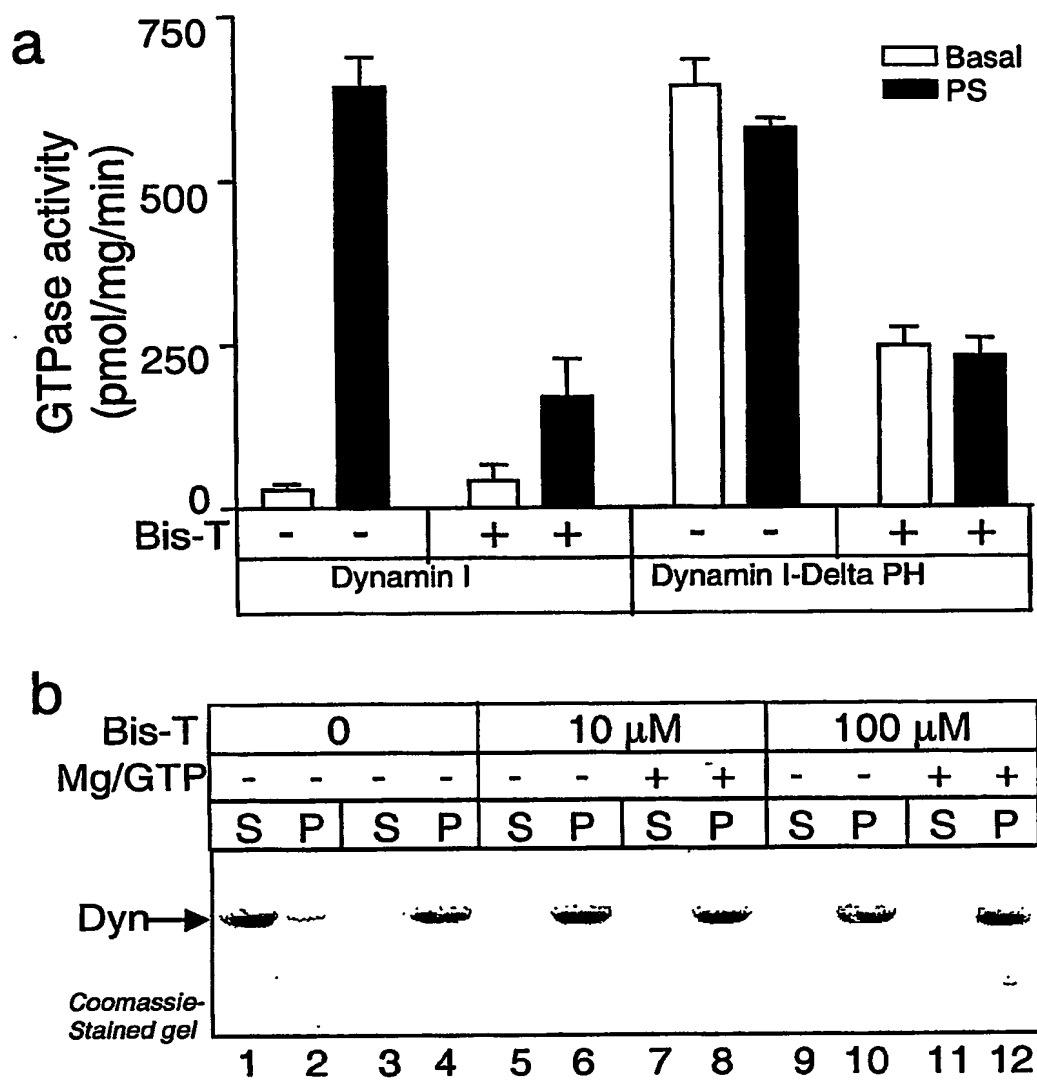 a
750
500
250
0
GTPase activity
(pmol/mg/min)
Basal
PS
Bis-T - - + + - - + +
Dynamin I Dynamin I-Delta PH
b
Bis-T 0 10 μM 100 μM
Mg/GTP - - - - - - + + - - + +
S P S P S P S P S P S P
Dyn
Coomassie-
Stained gel
1 2 3 4 5 6 7 8 9 10 11 12